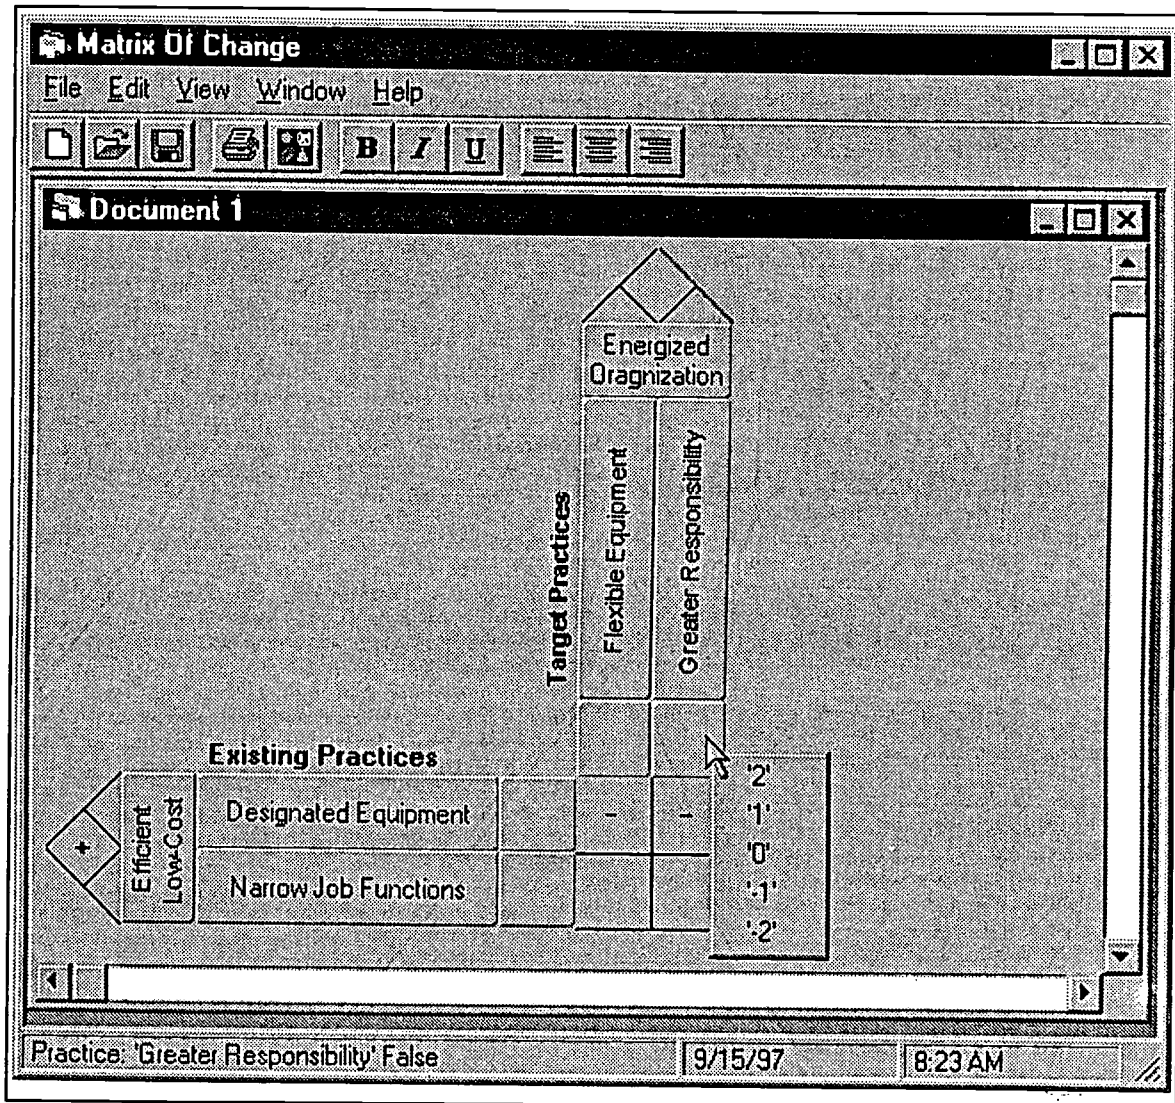 Matrix Of Change
File Edit View Window Help
B I U
Document 1
Energized
Oragnization
Target Practices
Flexible Equipment
Greater Responsibility
Existing Practices
Efficient
Low-Cost
Designated Equipment
Narrow Job Functions
+
- -
'2'
'1'
'0'
'-1'
'-2'
Practice: 'Greater Responsibility' False
9/15/97
8:23 AM